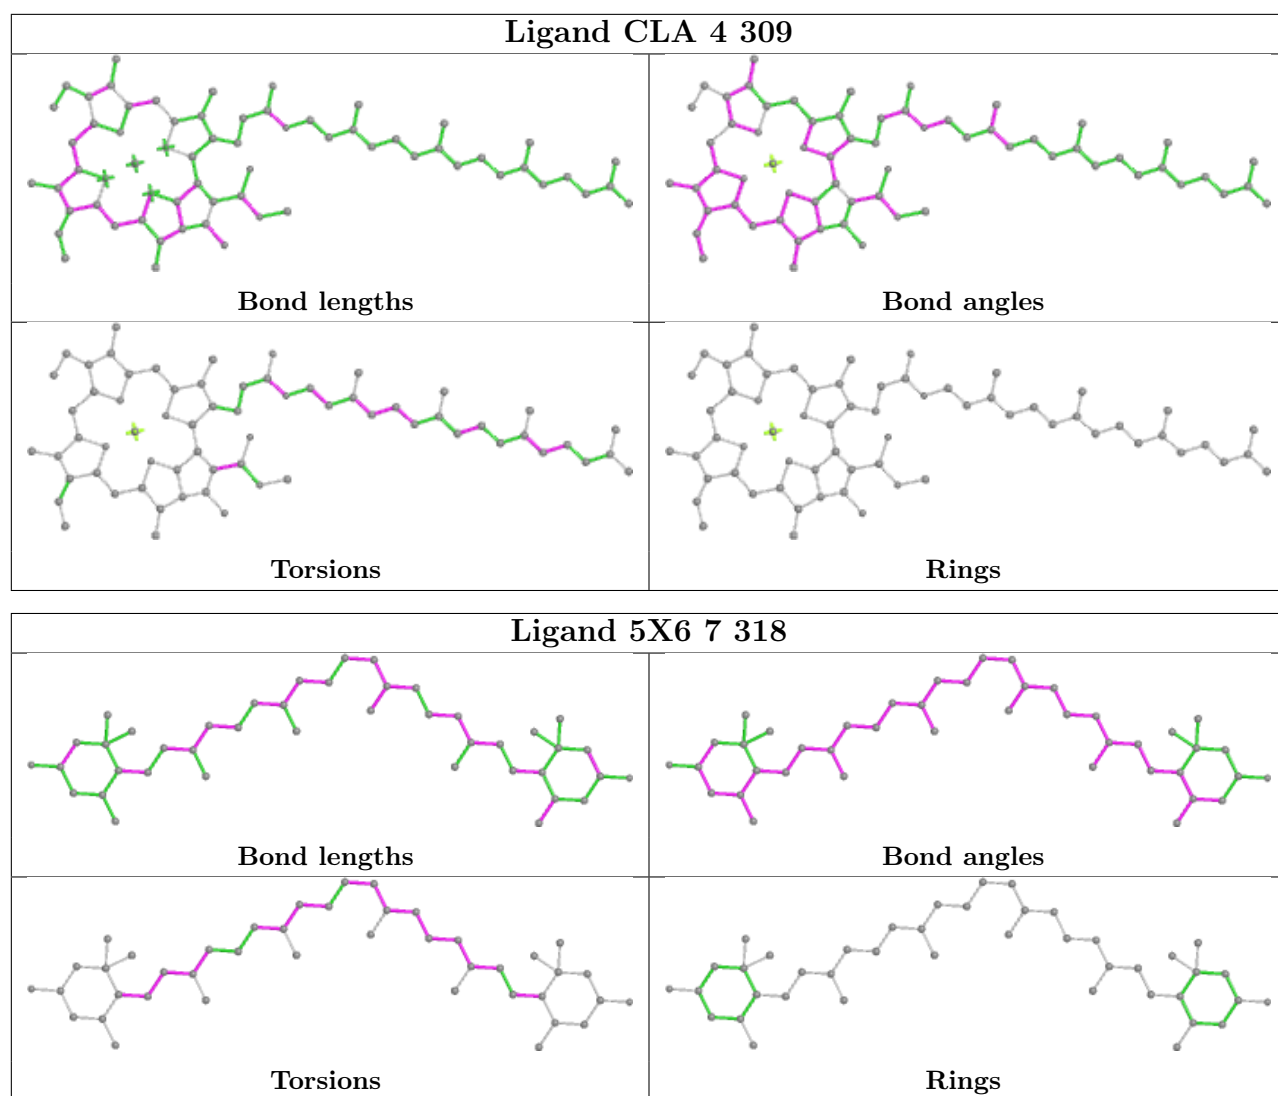 Ligand CLA 4 309
Bond lengths
Bond angles
Torsions
Rings
Ligand 5X6 7 318
Bond lengths
Bond angles
Torsions
Rings